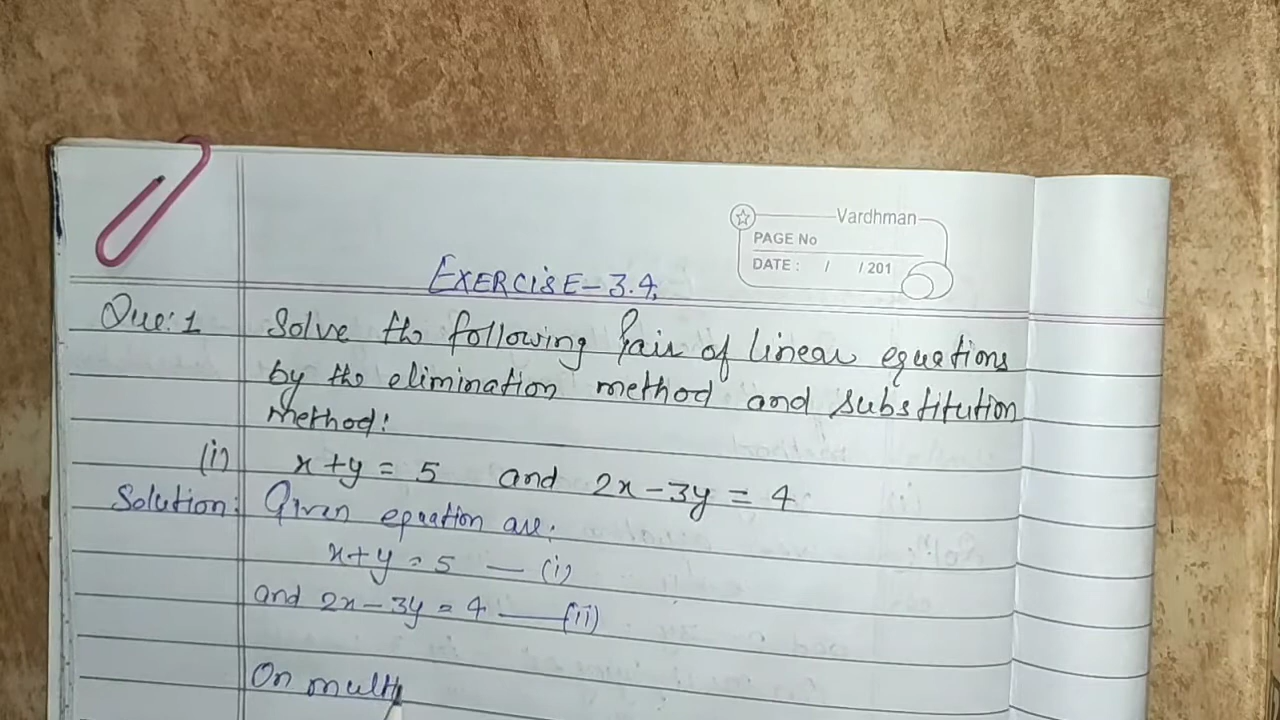 Vardhman
PAGE No
DATE : / / 201
EXERCISE-3.4.
Que:1 Solve the following pair of linear equations
by the elimination method and substitution
method:
(i) x+y = 5 and 2x-3y = 4
Solution: Given equation are:
x+y = 5 — (i)
and 2x-3y = 4 — (ii)
On mult